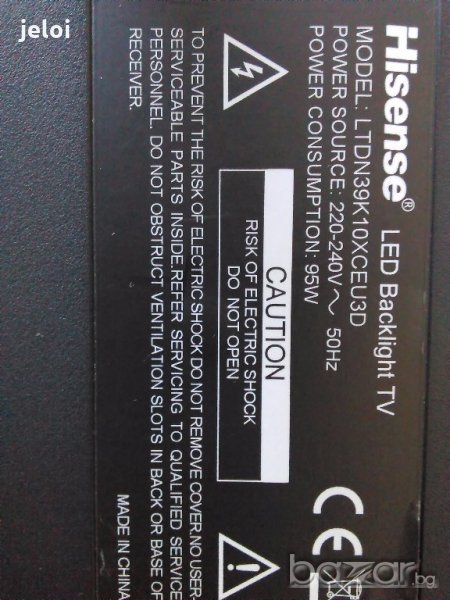 jeloi
Hisense® LED Backlight TV
MODEL: LTDN39K10XCEU3D
POWER SOURCE: 220-240V～ 50Hz
POWER CONSUMPTION: 95W
CAUTION
RISK OF ELECTRIC SHOCK
DO NOT OPEN
TO PREVENT THE RISK OF ELECTRIC SHOCK DO NOT REMOVE COVER,NO USER-
SERVICEABLE PARTS INSIDE.REFER SERVICING TO QUALIFIED SERVICE
PERSONNEL. DO NOT OBSTRUCT VENTILATION SLOTS IN BACK OR BASE OF
RECEIVER.
MADE IN CHINA
CE
bazar.bg